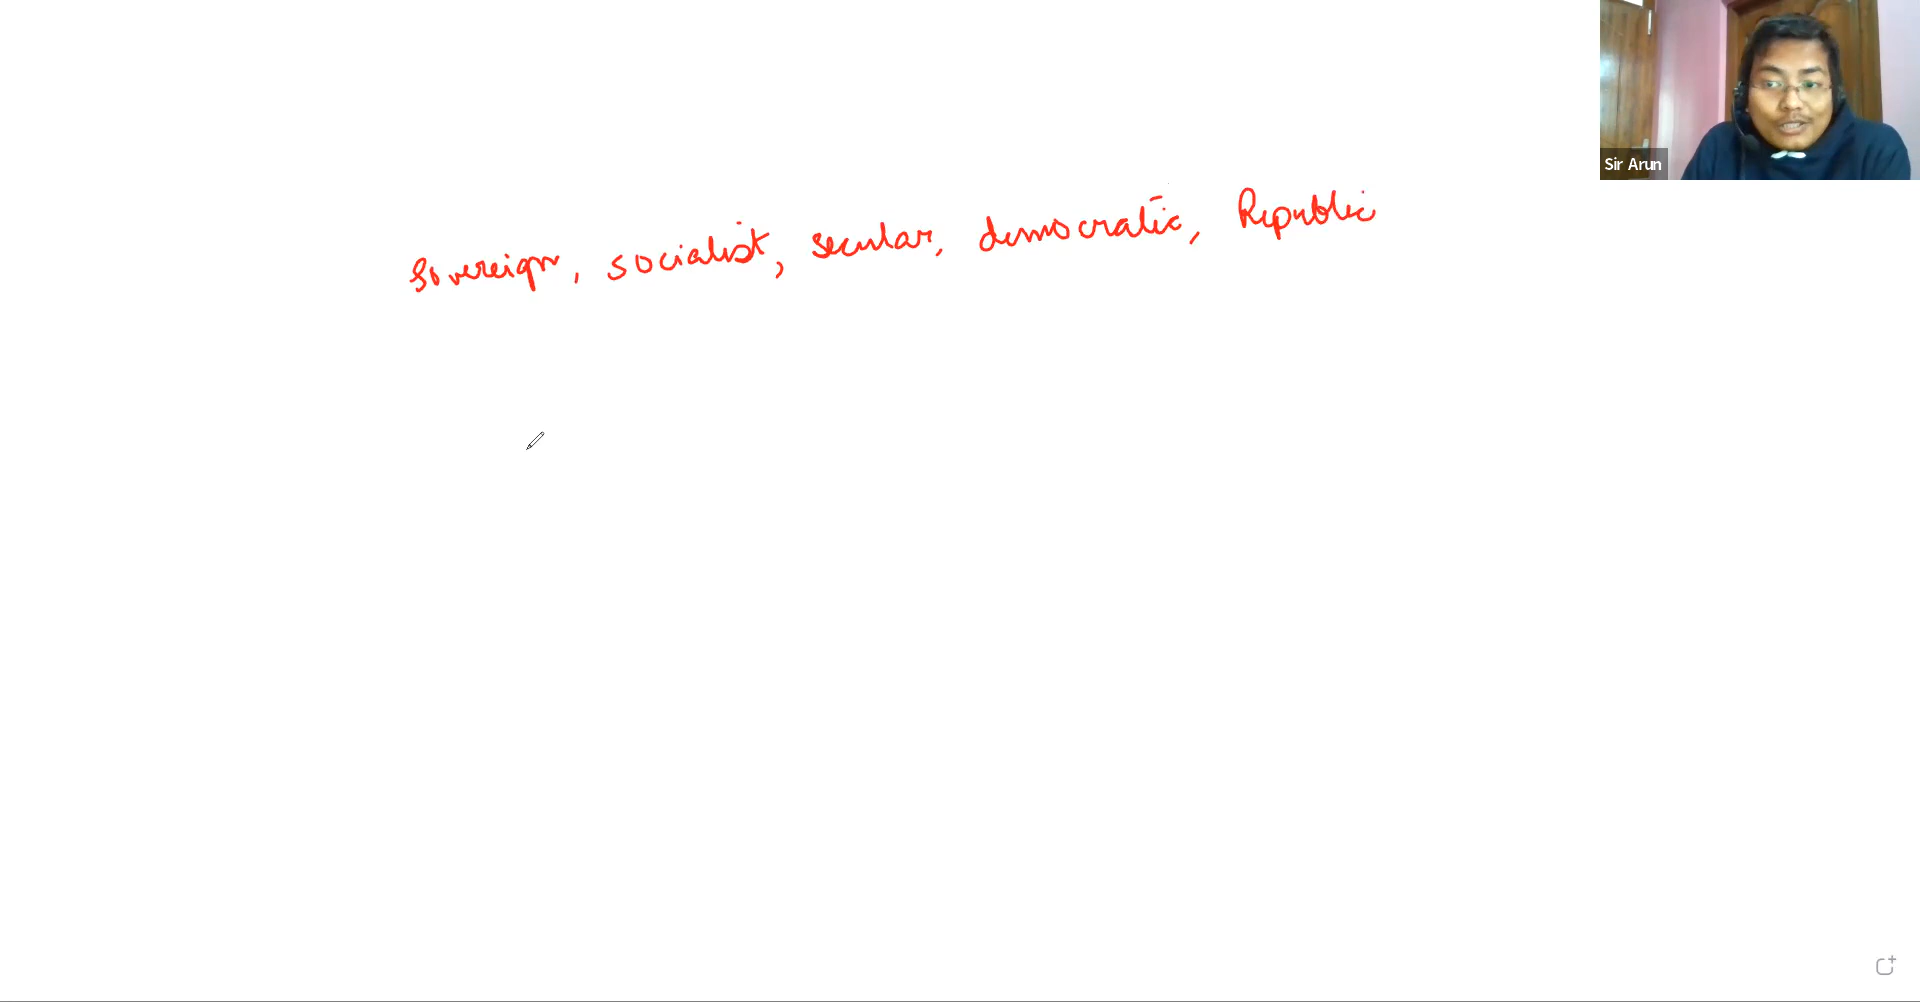 Sir Arun
Sovereign, socialist, secular, democratic, Republic